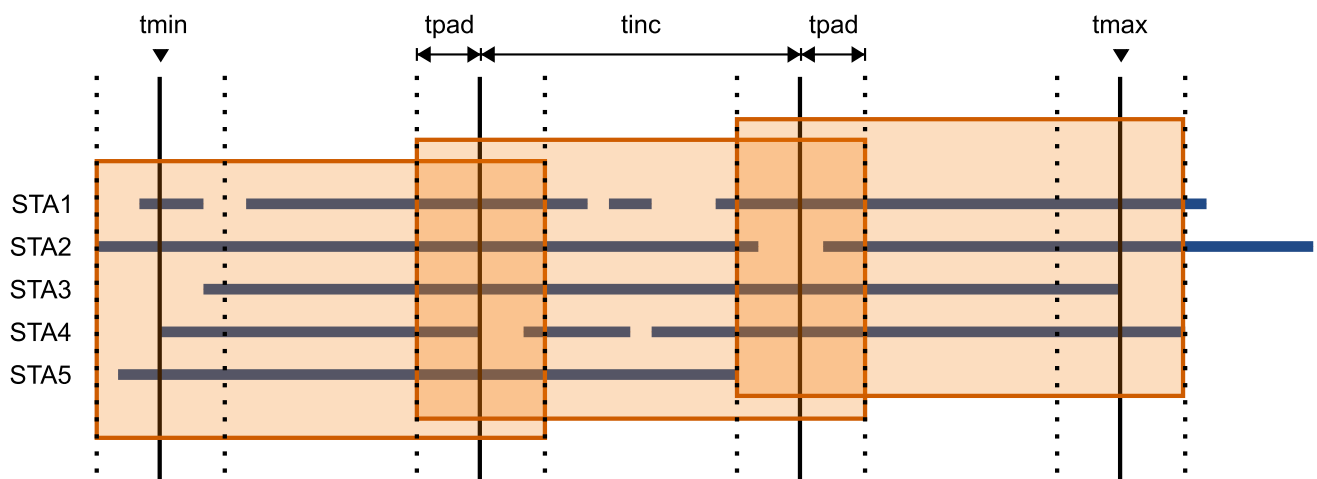 tmin tpad tinc tpad tmax
STA1
STA2
STA3
STA4
STA5